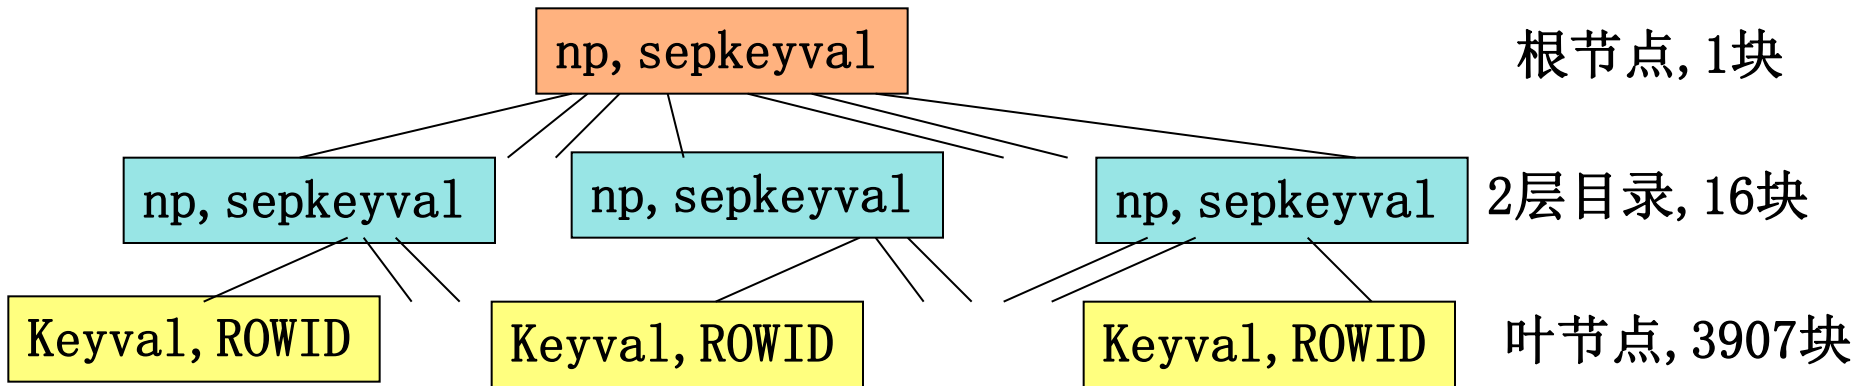 np,sepkeyval 根节点,1块
np,sepkeyval np,sepkeyval np,sepkeyval 2层目录,16块
Keyval,ROWID Keyval,ROWID Keyval,ROWID 叶节点,3907块